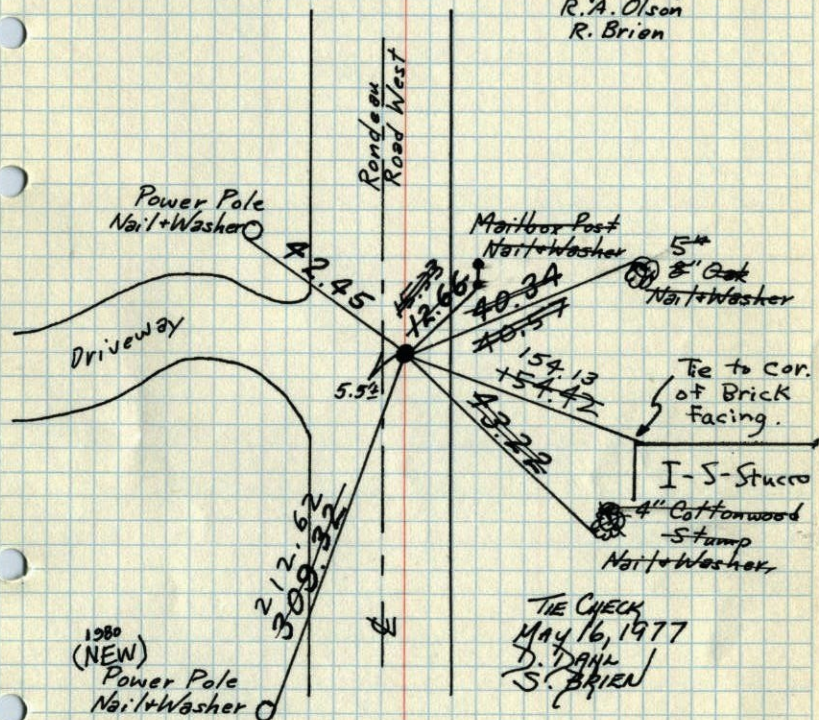 R.A. Olson
R. Brien
Rondeau
Road West
Power Pole
Nail+Washer
42.45
Mailbox Post
Nail+Washer
12.66
40.34
40.57
5"
8" Oak
Nail+Washer
Driveway
5.5±
154.13
154.42
Tie to cor.
of Brick
Facing.
43.22
I-S-Stucco
4" Cottonwood
Stump
Nail+Washer
212.62
309.32
℄
TIE CHECK
MAY 16, 1977
D. DAHL
S. BRIEN
1980
(NEW)
Power Pole
Nail+Washer